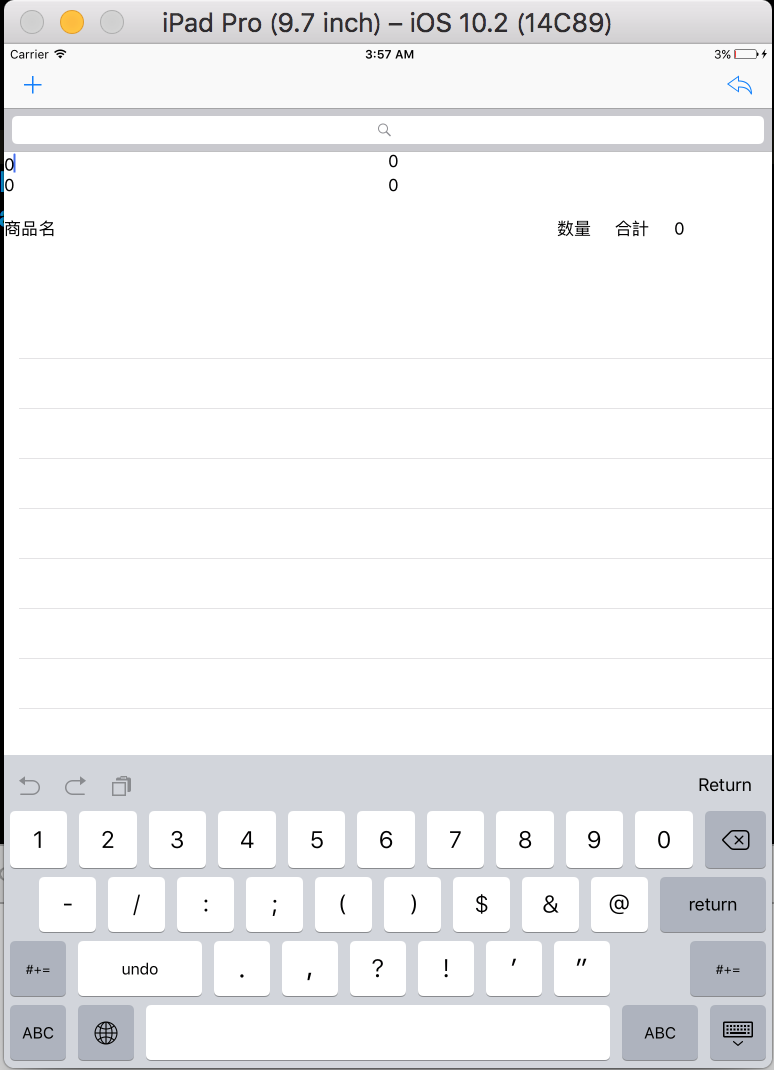 iPad Pro (9.7 inch) – iOS 10.2 (14C89)
Carrier 3:57 AM 3%
0 0
0 0
商品名 数量 合計 0
Return
1 2 3 4 5 6 7 8 9 0
- / : ; ( ) $ & @ return
#+= undo . , ? ! ′ ″ #+=
ABC ABC